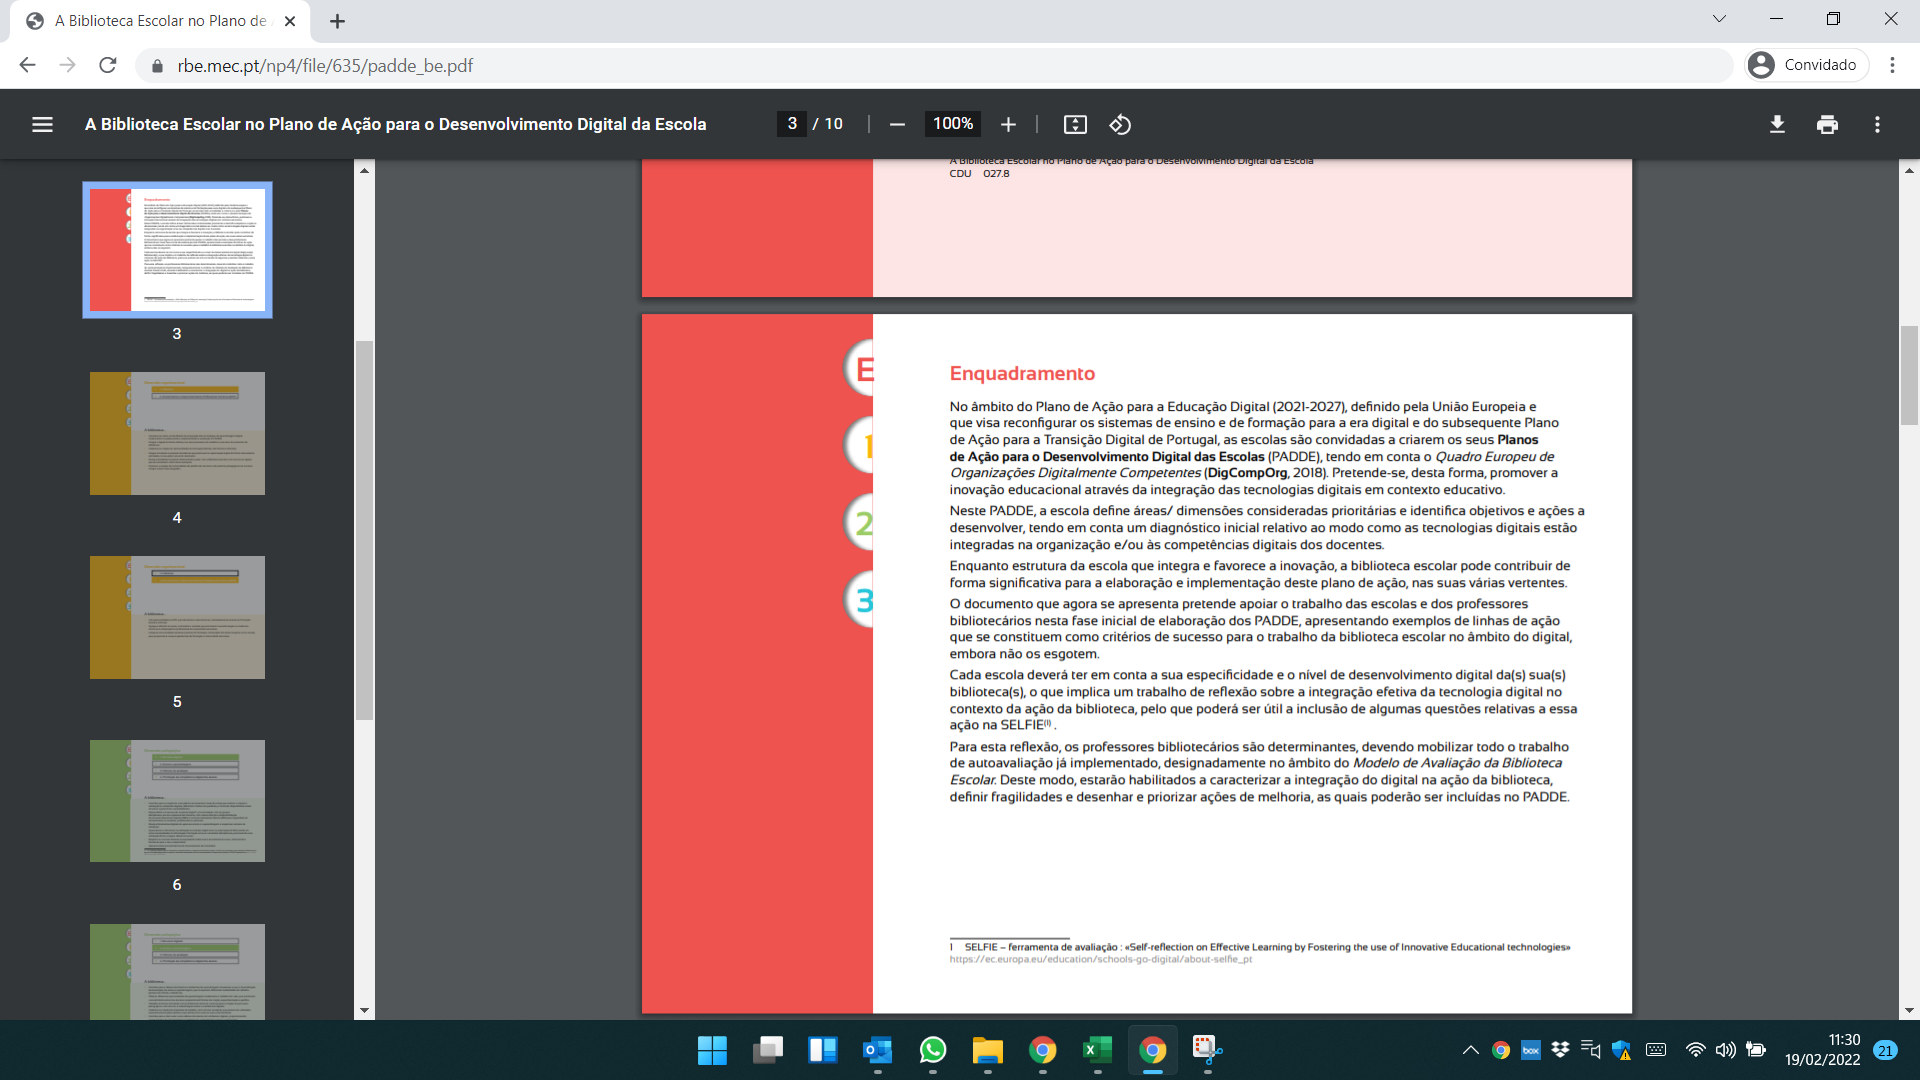 A Biblioteca Escolar no Plano de
rbe.mec.pt/np4/file/635/padde_be.pdf
Convidado
A Biblioteca Escolar no Plano de Ação para o Desenvolvimento Digital da Escola
3 / 10
100%
3
4
5
6
A Biblioteca Escolar no Plano de Ação para o Desenvolvimento Digital da Escola
CDU 027.8
E
1
2
3
Enquadramento
No âmbito do Plano de Ação para a Educação Digital (2021-2027), definido pela União Europeia e
que visa reconfigurar os sistemas de ensino e de formação para a era digital e do subsequente Plano
de Ação para a Transição Digital de Portugal, as escolas são convidadas a criarem os seus Planos
de Ação para o Desenvolvimento Digital das Escolas (PADDE), tendo em conta o Quadro Europeu de
Organizações Digitalmente Competentes (DigCompOrg, 2018). Pretende-se, desta forma, promover a
inovação educacional através da integração das tecnologias digitais em contexto educativo.
Neste PADDE, a escola define áreas/ dimensões consideradas prioritárias e identifica objetivos e ações a
desenvolver, tendo em conta um diagnóstico inicial relativo ao modo como as tecnologias digitais estão
integradas na organização e/ou às competências digitais dos docentes.
Enquanto estrutura da escola que integra e favorece a inovação, a biblioteca escolar pode contribuir de
forma significativa para a elaboração e implementação deste plano de ação, nas suas várias vertentes.
O documento que agora se apresenta pretende apoiar o trabalho das escolas e dos professores
bibliotecários nesta fase inicial de elaboração dos PADDE, apresentando exemplos de linhas de ação
que se constituem como critérios de sucesso para o trabalho da biblioteca escolar no âmbito do digital,
embora não os esgotem.
Cada escola deverá ter em conta a sua especificidade e o nível de desenvolvimento digital da(s) sua(s)
biblioteca(s), o que implica um trabalho de reflexão sobre a integração efetiva da tecnologia digital no
contexto da ação da biblioteca, pelo que poderá ser útil a inclusão de algumas questões relativas a essa
ação na SELFIE(1) .
Para esta reflexão, os professores bibliotecários são determinantes, devendo mobilizar todo o trabalho
de autoavaliação já implementado, designadamente no âmbito do Modelo de Avaliação da Biblioteca
Escolar. Deste modo, estarão habilitados a caracterizar a integração do digital na ação da biblioteca,
definir fragilidades e desenhar e priorizar ações de melhoria, as quais poderão ser incluídas no PADDE.
1 SELFIE – ferramenta de avaliação : «Self-reflection on Effective Learning by Fostering the use of Innovative Educational technologies»
https://ec.europa.eu/education/schools-go-digital/about-selfie_pt
box
11:30
19/02/2022
21